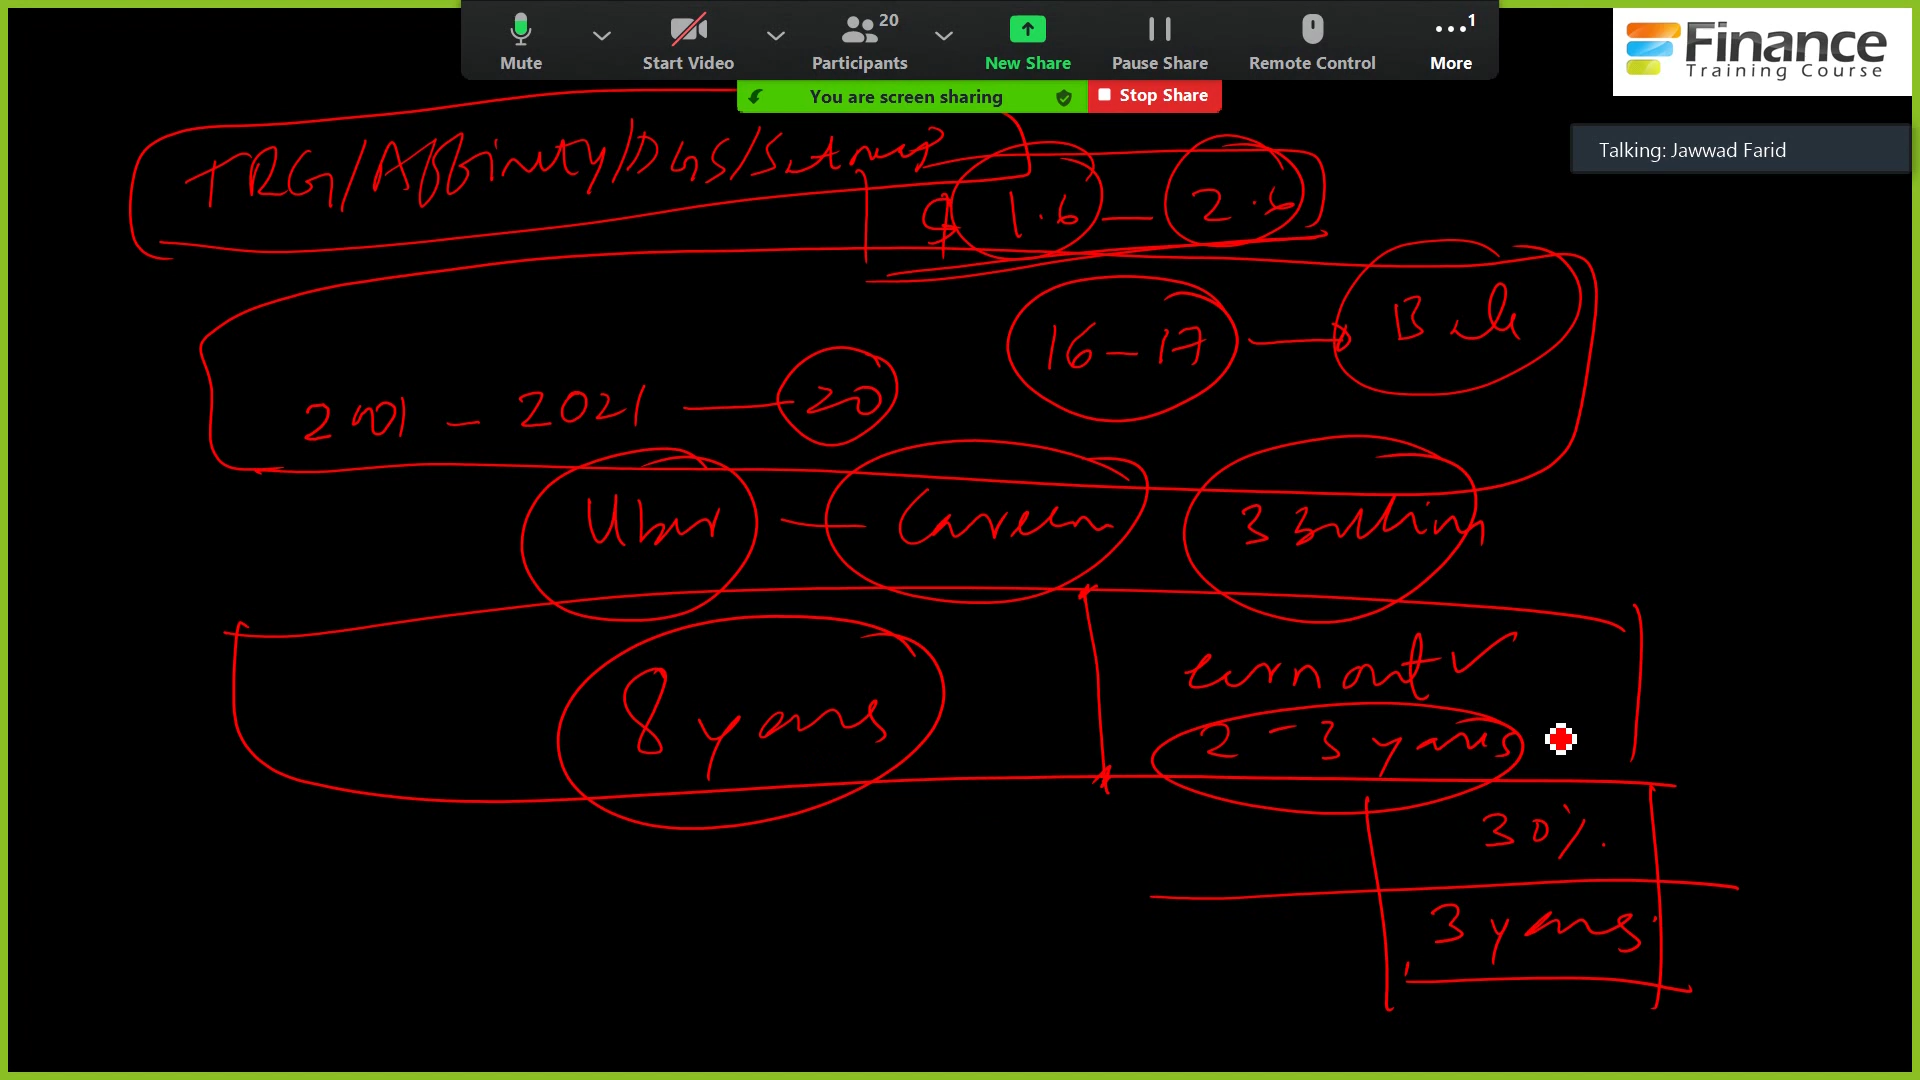 Mute
Start Video
20
Participants
New Share
Pause Share
Remote Control
1
More
You are screen sharing
Stop Share
Finance
Training Course
Talking: Jawwad Farid
TRG/Affinity/DGS/
$ 1.6 — 2.6
16 - 17
2001 - 2021 — 20
Uber — Careem 3 Billion
8 years
earn out ✓
2 - 3 years
30%
3 years